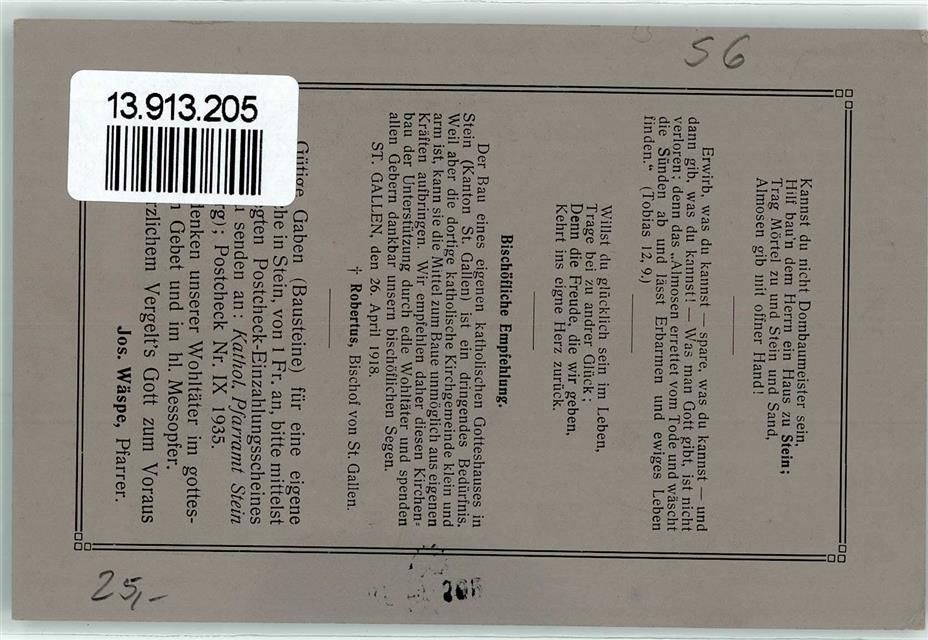 56
13.913.205
Kannst du nicht Dombaumeister sein,
Hilf bau'n dem Herrn ein Haus zu Stein;
Trag Mörtel zu und Stein und Sand,
Almosen gib mit offner Hand!
Erwirb, was du kannst — spare, was du kannst — und
dann gib, was du kannst! — Was man Gott gibt, ist nicht
verloren; denn das „Almosen errettet vom Tode und wäscht
die Sünden ab und lässt Erbarmen und ewiges Leben
finden.“ (Tobias 12, 9,)
Willst du glücklich sein im Leben,
Trage bei zu andrer Glück;
Denn die Freude, die wir geben,
Kehrt ins eigne Herz zurück.
Bischöfliche Empfehlung.
Der Bau eines eigenen katholischen Gotteshauses in
Stein (Kanton St. Gallen) ist ein dringendes Bedürfnis.
Weil aber die dortige katholische Kirchgemeinde klein und
arm ist, kann sie die Mittel zum Baue unmöglich aus eigenen
Kräften aufbringen. Wir empfehlen daher diesen Kirchen-
bau der Unterstützung durch edle Wohltäter und spenden
allen Gebern dankbar unsern bischöflichen Segen.
ST. GALLEN, den 26. April 1918.
† Robertus, Bischof von St. Gallen.
Gütige Gaben (Bausteine) für eine eigene
che in Stein, von 1 Fr. an, bitte mittelst
igten Postcheck-Einzahlungsscheines
senden an: Kathol. Pfarramt Stein
rg); Postcheck Nr. IX 1935.
denken unserer Wohltäter im gottes-
n Gebet und im hl. Messopfer.
rzlichem Vergelt's Gott zum Voraus
Jos. Wäspe, Pfarrer.
25,-